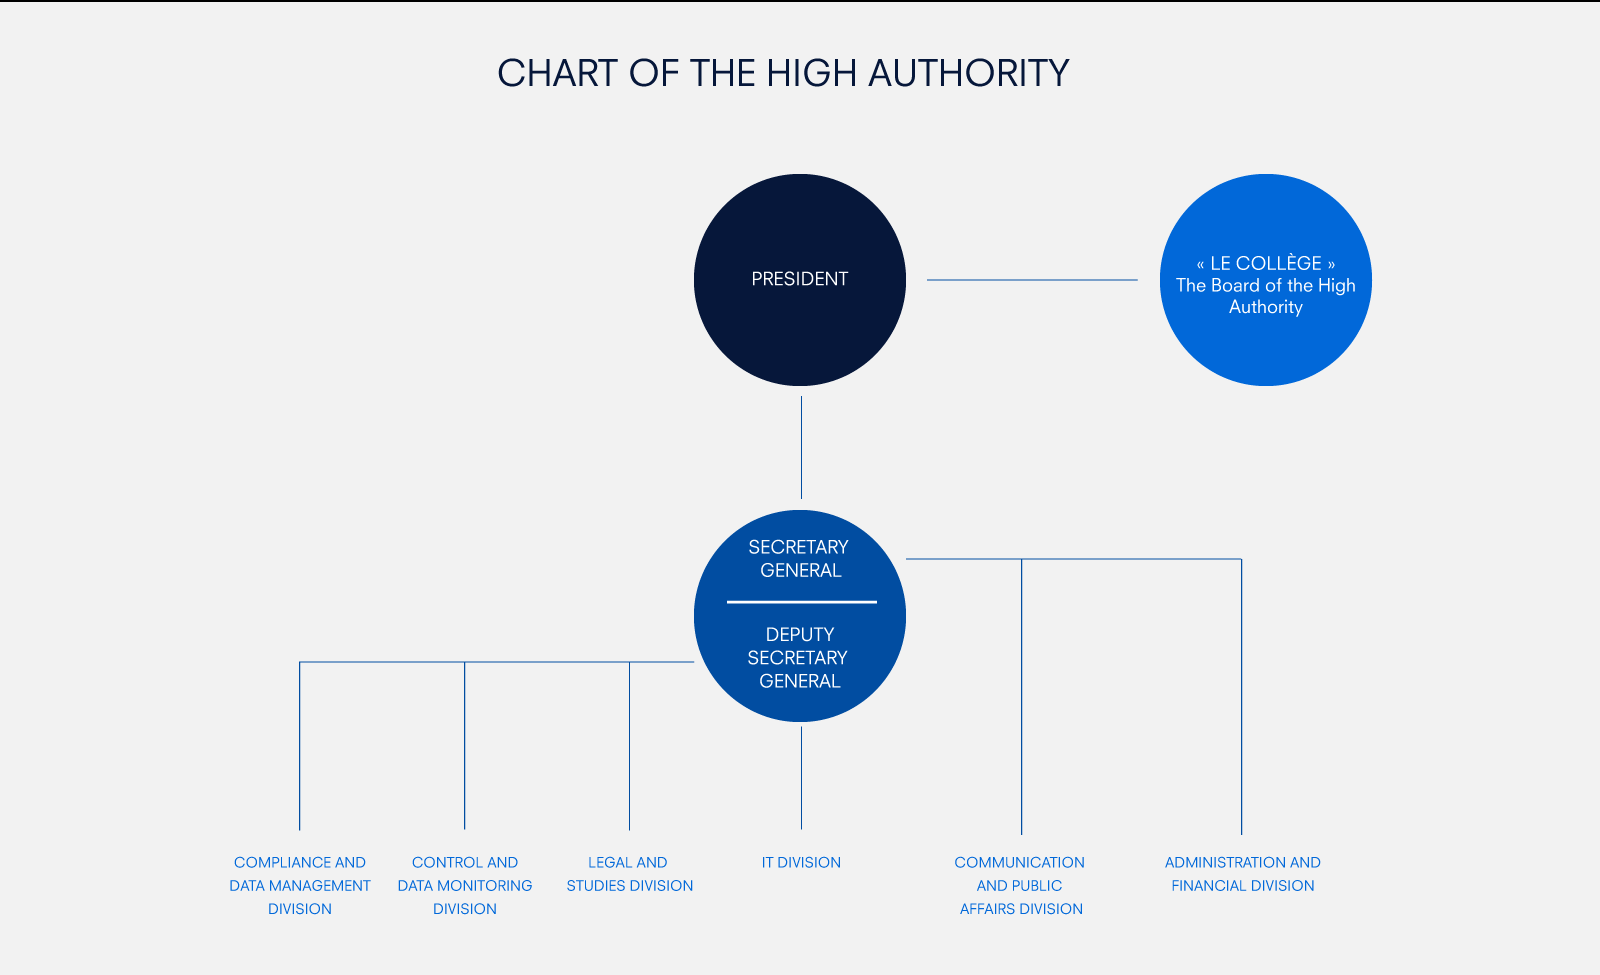 CHART OF THE HIGH AUTHORITY
PRESIDENT
« LE COLLÈGE »
The Board of the High
Authority
SECRETARY
GENERAL
DEPUTY
SECRETARY
GENERAL
COMPLIANCE AND
DATA MANAGEMENT
DIVISION
CONTROL AND
DATA MONITORING
DIVISION
LEGAL AND
STUDIES DIVISION
IT DIVISION
COMMUNICATION
AND PUBLIC
AFFAIRS DIVISION
ADMINISTRATION AND
FINANCIAL DIVISION